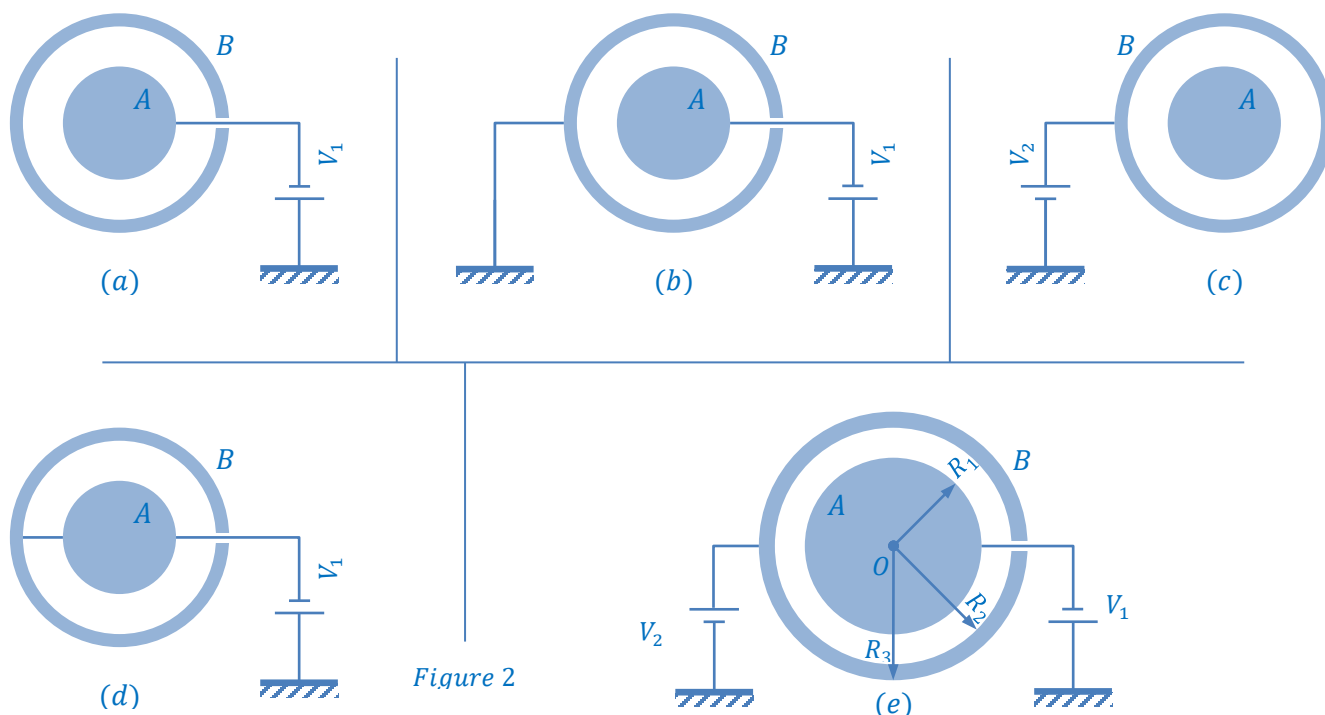 B
A
V₁
(a)
B
A
V₁
(b)
B
A
V₂
(c)
B
A
V₁
(d)
Figure 2
B
R₁
A
O
R₂
R₃
V₂
V₁
(e)